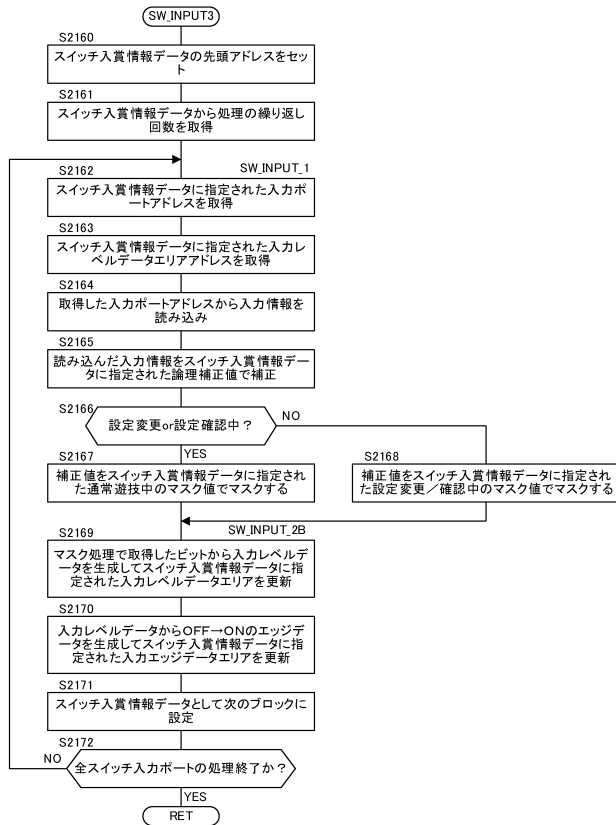 SW_INPUT3
S2160
スイッチ入賞情報データの先頭アドレスをセッ
ト
S2161
スイッチ入賞情報データから処理の繰り返し
回数を取得
SW_INPUT_1
S2162
スイッチ入賞情報データに指定された入力ポ
ートアドレスを取得
S2163
スイッチ入賞情報データに指定された入力レ
ベルデータエリアアドレスを取得
S2164
取得した入力ポートアドレスから入力情報を
読み込み
S2165
読み込んだ入力情報をスイッチ入賞情報デー
タに指定された論理補正値で補正
S2166
設定変更or設定確認中？
NO
YES
S2167
補正値をスイッチ入賞情報データに指定され
た通常遊技中のマスク値でマスクする
S2168
補正値をスイッチ入賞情報データに指定され
た設定変更／確認中のマスク値でマスクする
SW_INPUT_2B
S2169
マスク処理で取得したビットから入力レベルデ
ータを生成してスイッチ入賞情報データに指
定された入力レベルデータエリアを更新
S2170
入力レベルデータからOFF→ONのエッジデ
ータを生成してスイッチ入賞情報データに指
定された入力エッジデータエリアを更新
S2171
スイッチ入賞情報データとして次のブロックに
設定
S2172
NO
全スイッチ入力ポートの処理終了か？
YES
RET